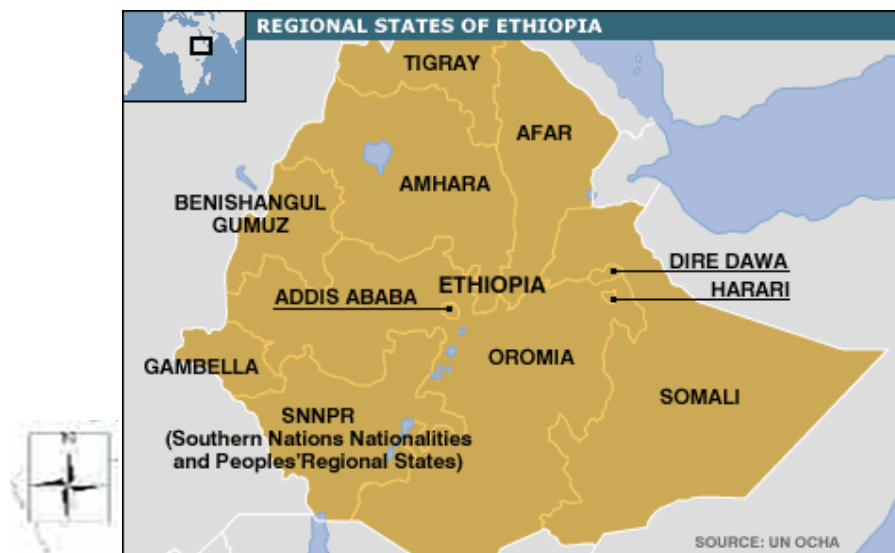 REGIONAL STATES OF ETHIOPIA
TIGRAY
AFAR
AMHARA
BENISHANGUL
GUMUZ
DIRE DAWA
ETHIOPIA
ADDIS ABABA
HARARI
OROMIA
GAMBELLA
SOMALI
SNNPR
(Southern Nations Nationalities
and Peoples'Regional States)
N
SOURCE: UN OCHA